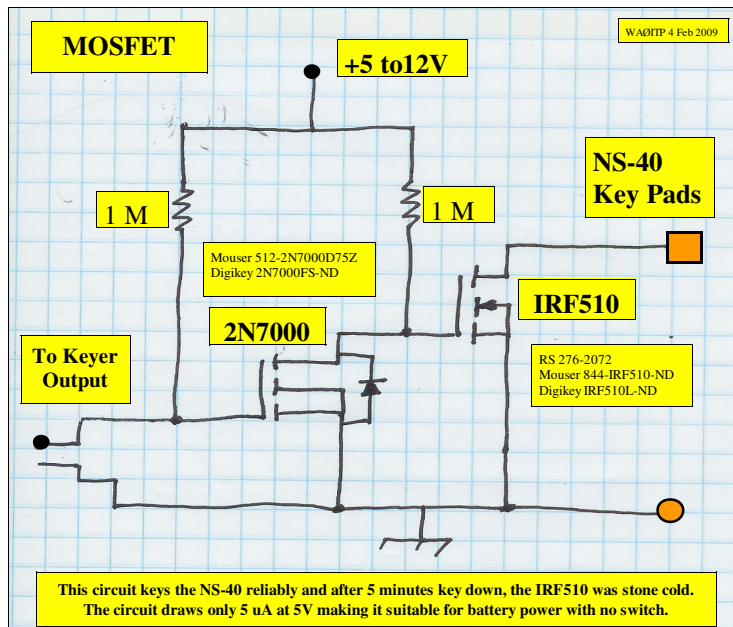 MOSFET
WAØITP 4 Feb 2009
+5 to12V
NS-40
Key Pads
1 M
1 M
Mouser 512-2N7000D75Z
Digikey 2N7000FS-ND
2N7000
IRF510
To Keyer
Output
RS 276-2072
Mouser 844-IRF510-ND
Digikey IRF510L-ND
This circuit keys the NS-40 reliably and after 5 minutes key down, the IRF510 was stone cold.
The circuit draws only 5 uA at 5V making it suitable for battery power with no switch.